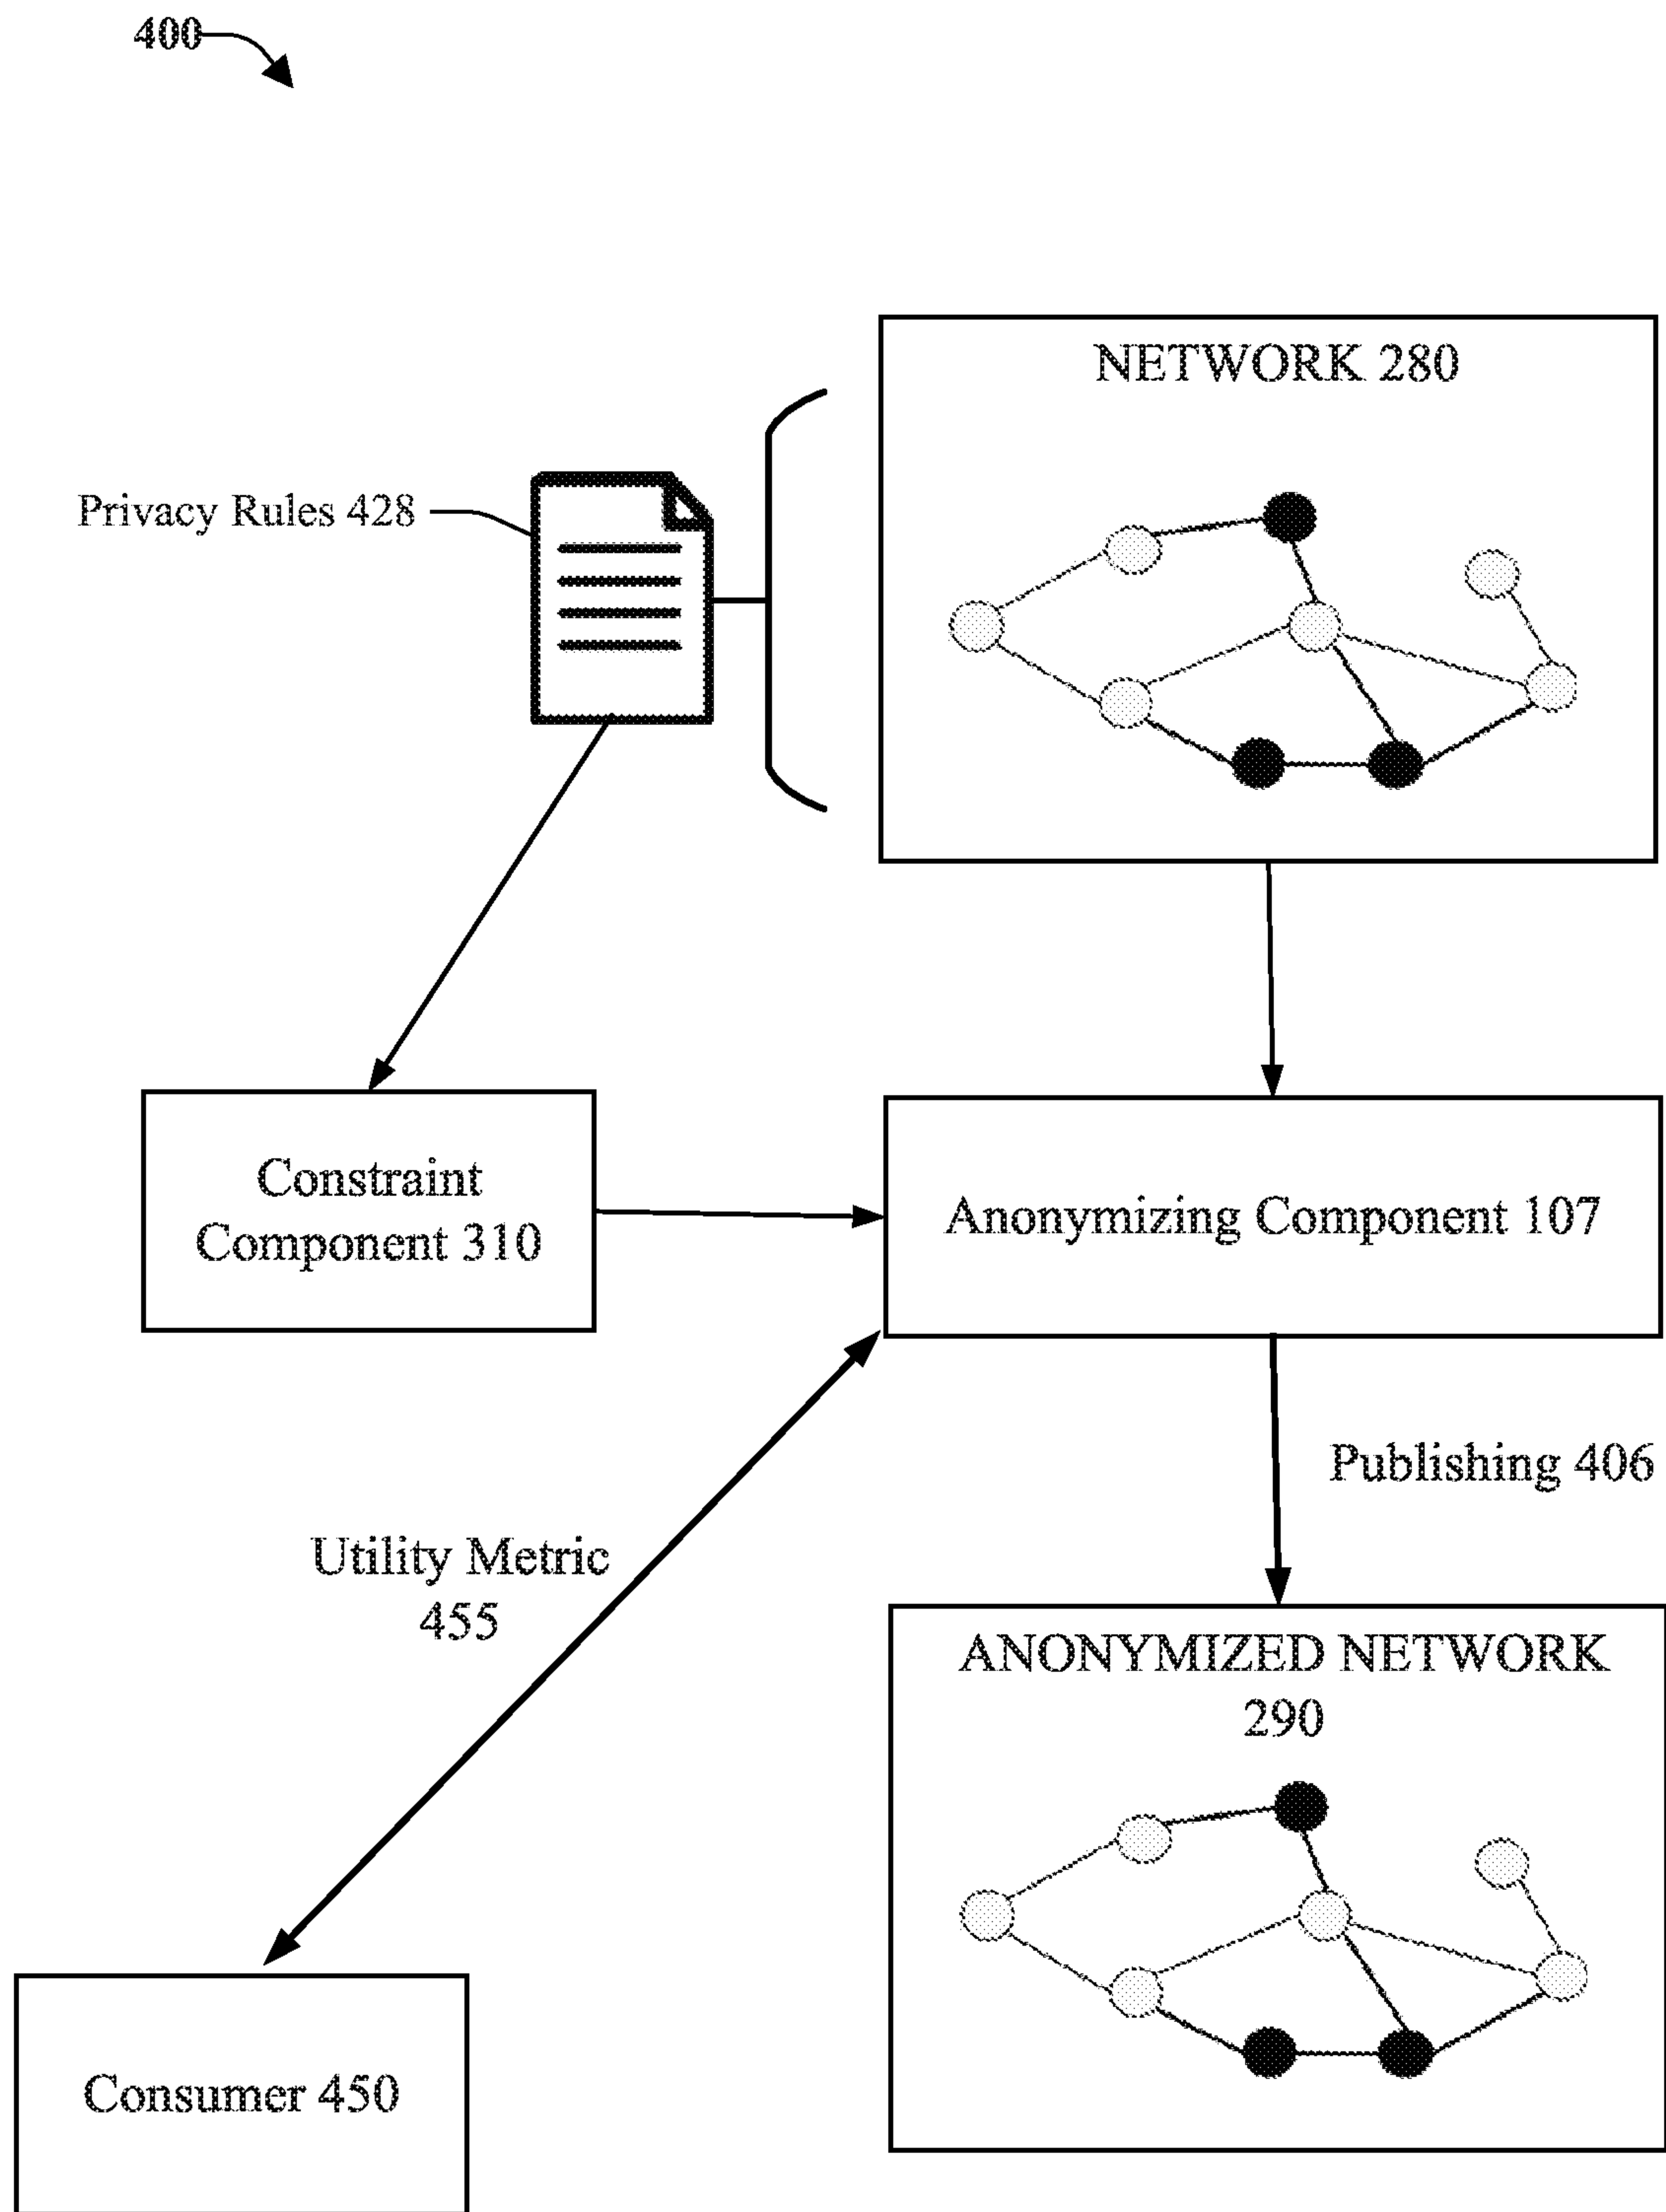 400
NETWORK 280
Privacy Rules 428
Constraint
Component 310
Anonymizing Component 107
Publishing 406
Utility Metric
455
ANONYMIZED NETWORK
290
Consumer 450